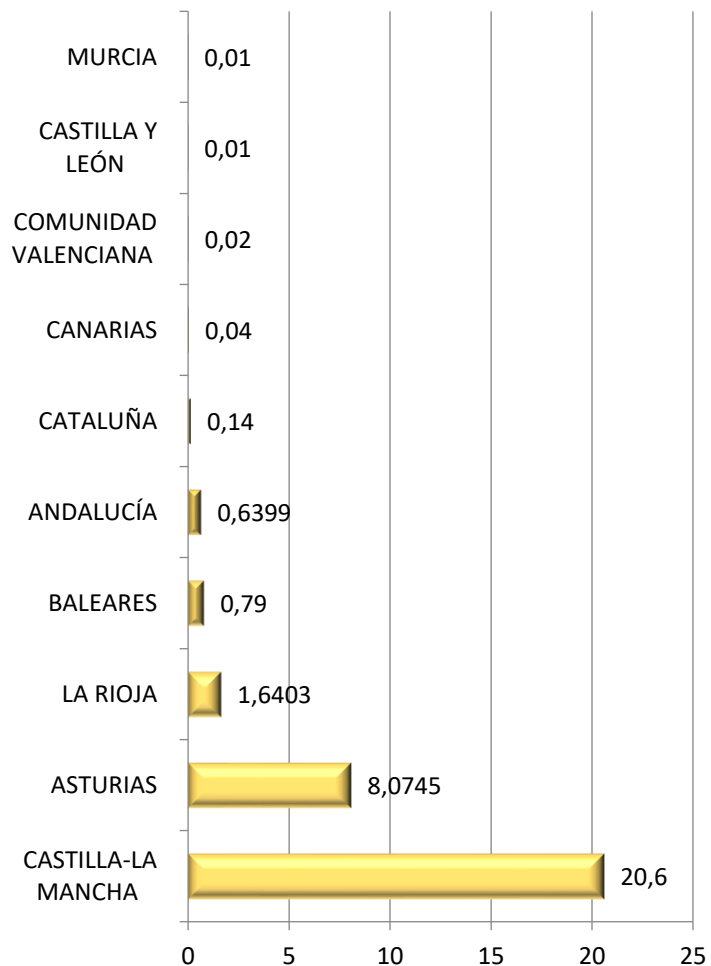 MURCIA
0,01
CASTILLA Y
LEÓN
0,01
COMUNIDAD
VALENCIANA
0,02
CANARIAS
0,04
CATALUÑA
0,14
ANDALUCÍA
0,6399
BALEARES
0,79
LA RIOJA
1,6403
ASTURIAS
8,0745
CASTILLA-LA
MANCHA
20,6
0 5 10 15 20 25